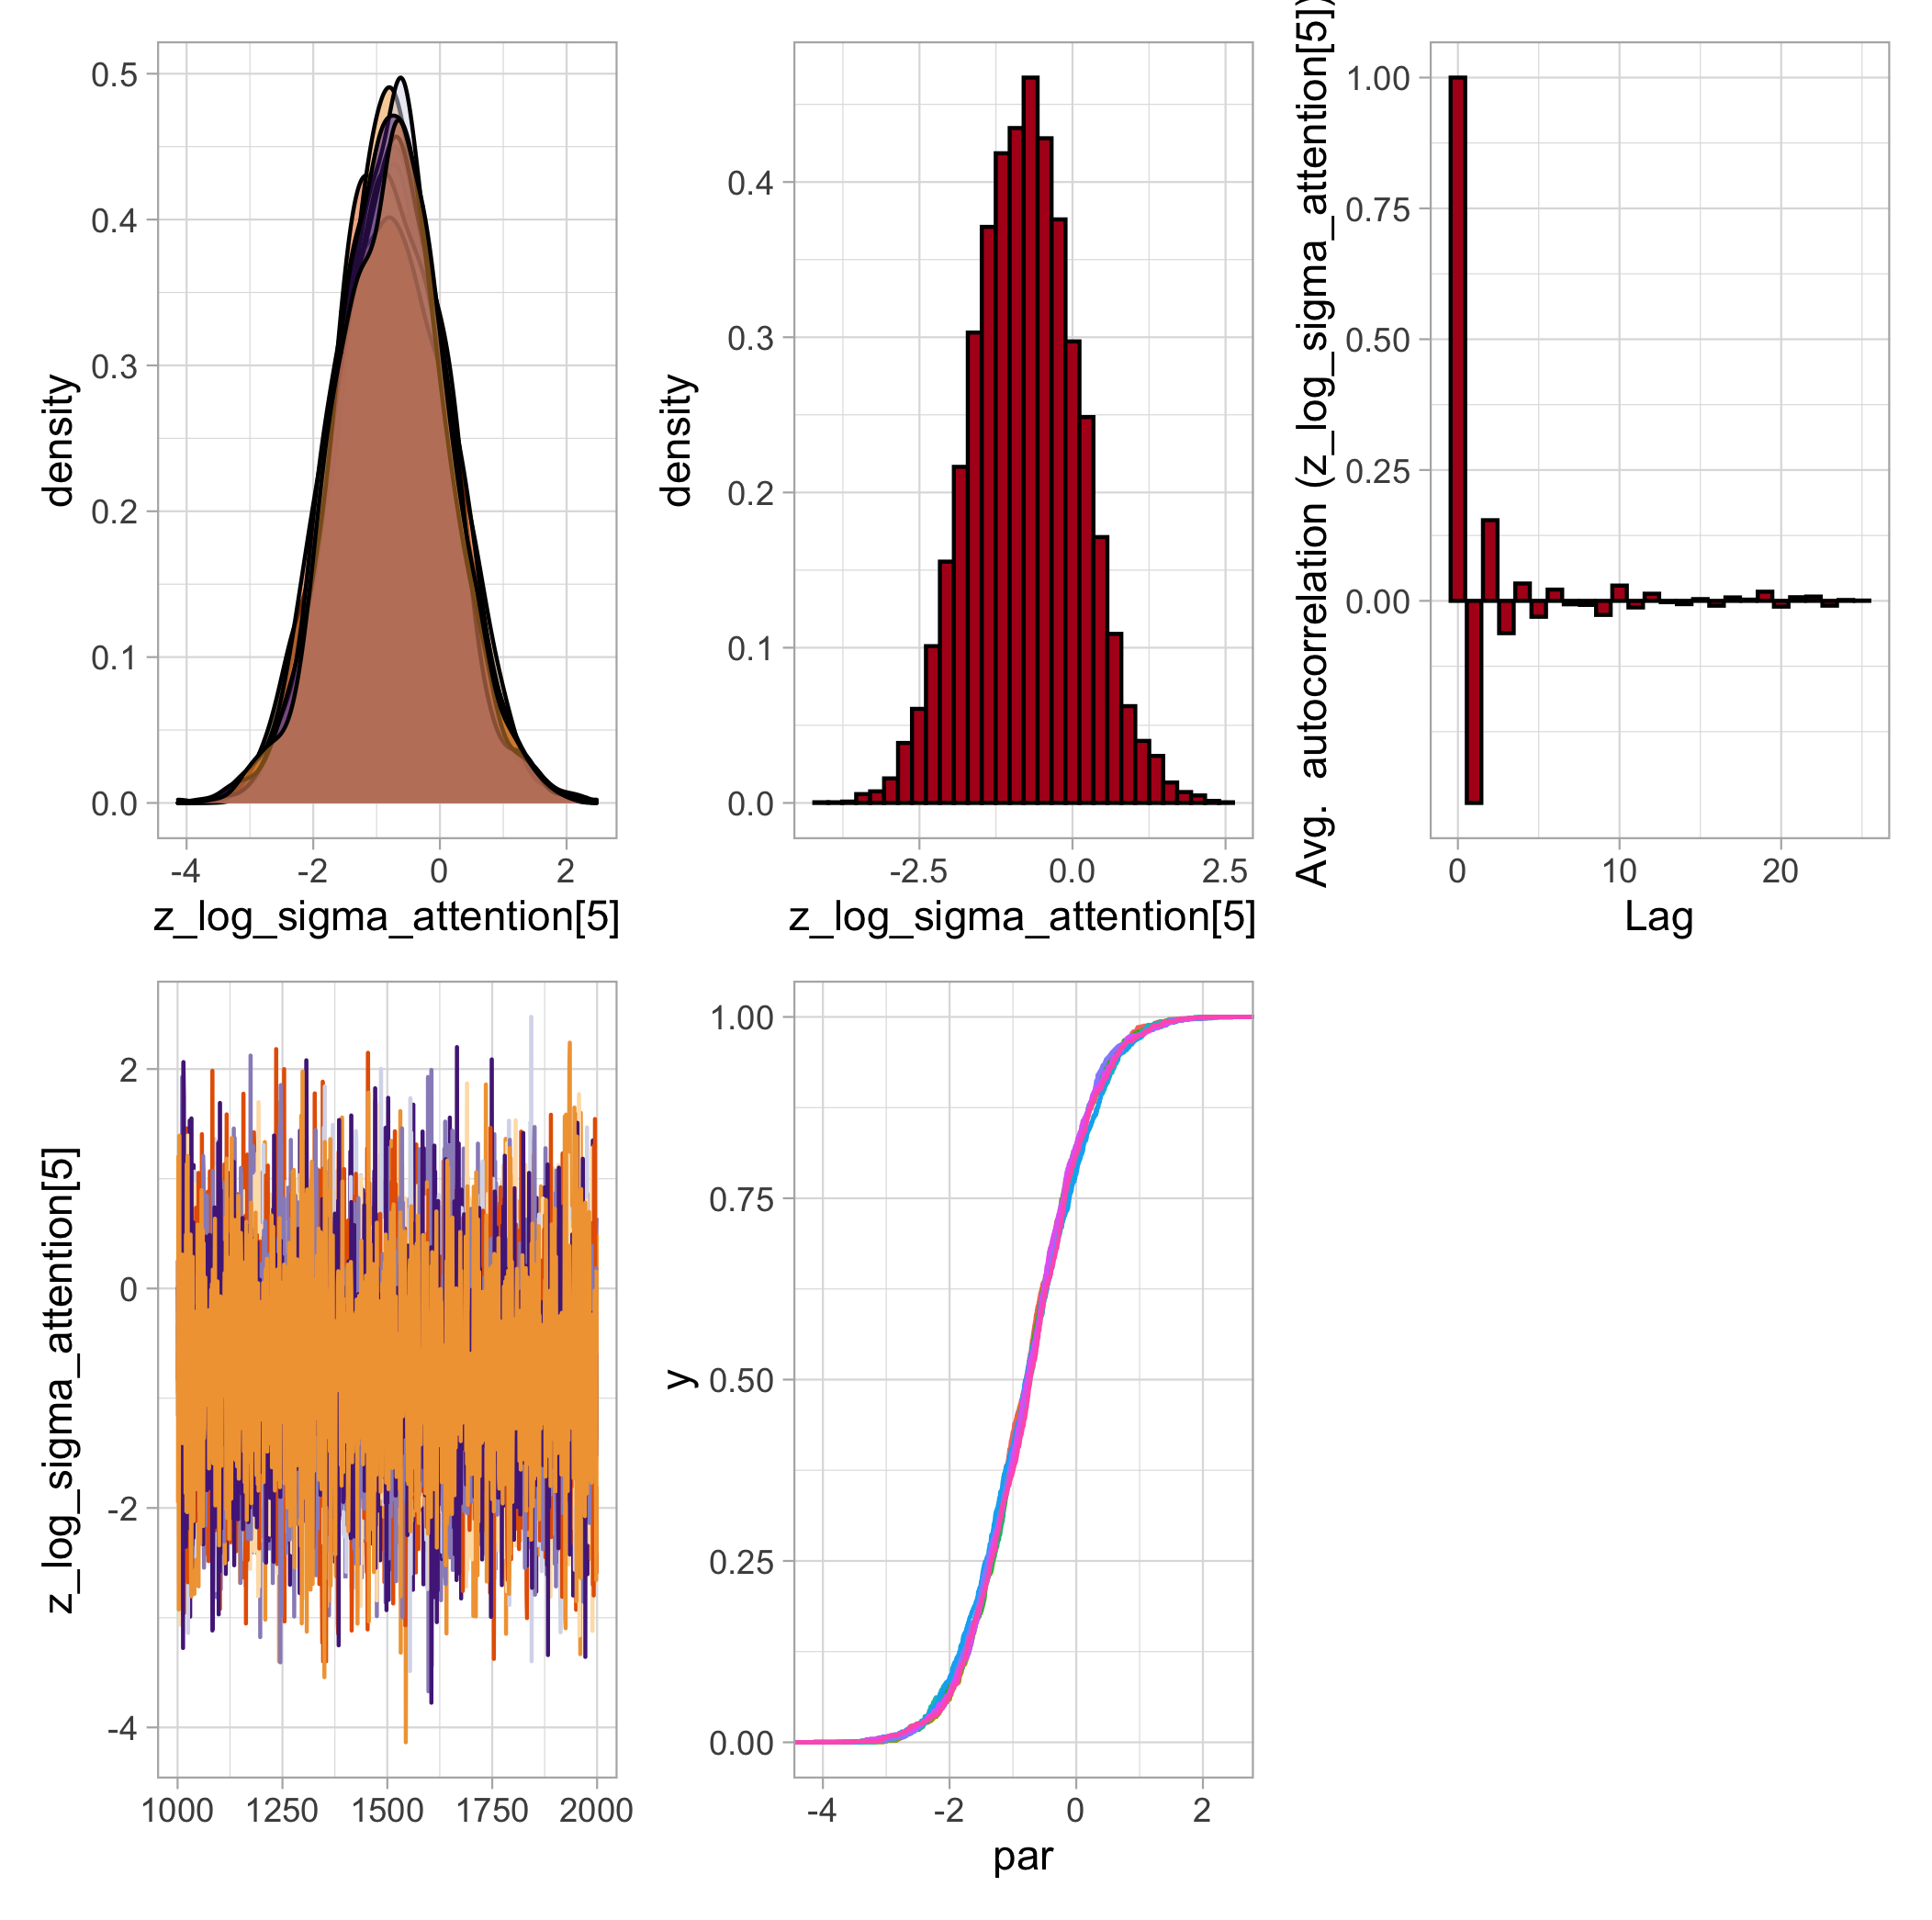 density
0.5
0.4
0.3
0.2
0.1
0.0
-4 -2 0 2
z_log_sigma_attention[5]
density
0.4
0.3
0.2
0.1
0.0
-2.5 0.0 2.5
z_log_sigma_attention[5]
Avg. autocorrelation (z_log_sigma_attention[5])
1.00
0.75
0.50
0.25
0.00
0 10 20
Lag
z_log_sigma_attention[5]
2
0
-2
-4
1000 1250 1500 1750 2000
y
1.00
0.75
0.50
0.25
0.00
-4 -2 0 2
par